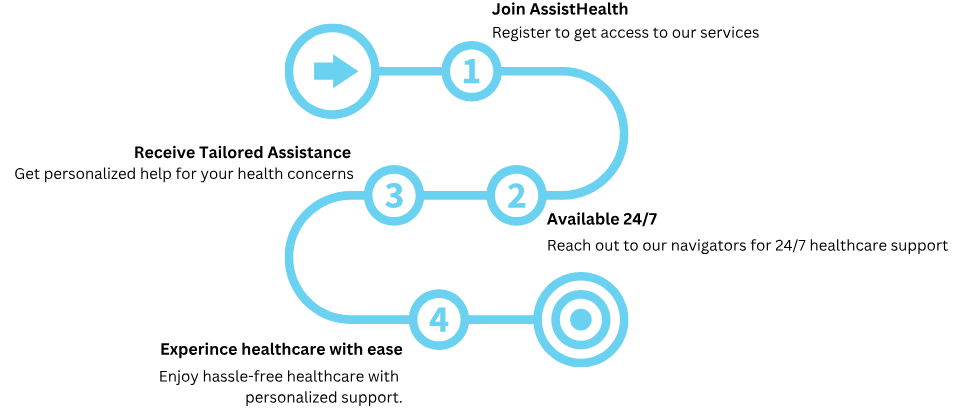 Join AssistHealth
Register to get access to our services
1
Receive Tailored Assistance
Get personalized help for your health concerns
3
2
Available 24/7
Reach out to our navigators for 24/7 healthcare support
4
Experince healthcare with ease
Enjoy hassle-free healthcare with
personalized support.